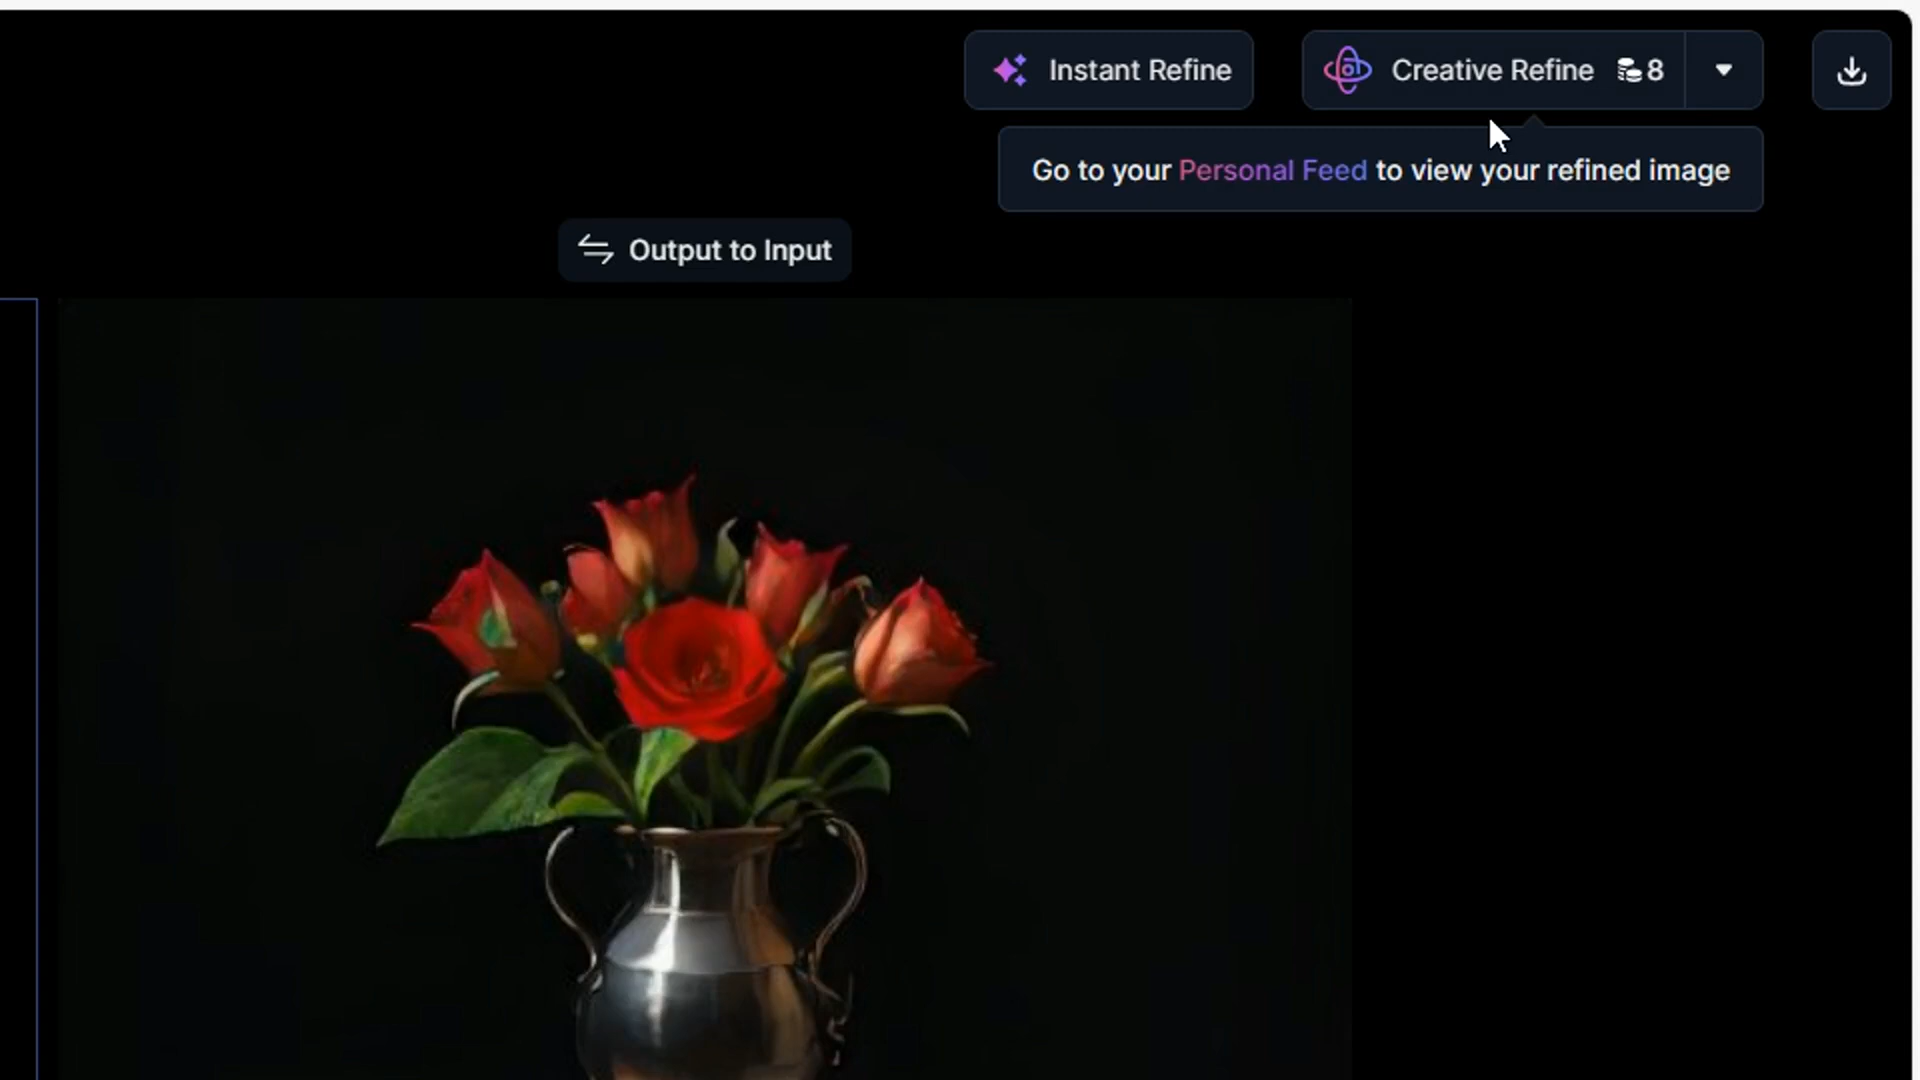 Instant Refine
Creative Refine 8
Go to your Personal Feed to view your refined image
Output to Input